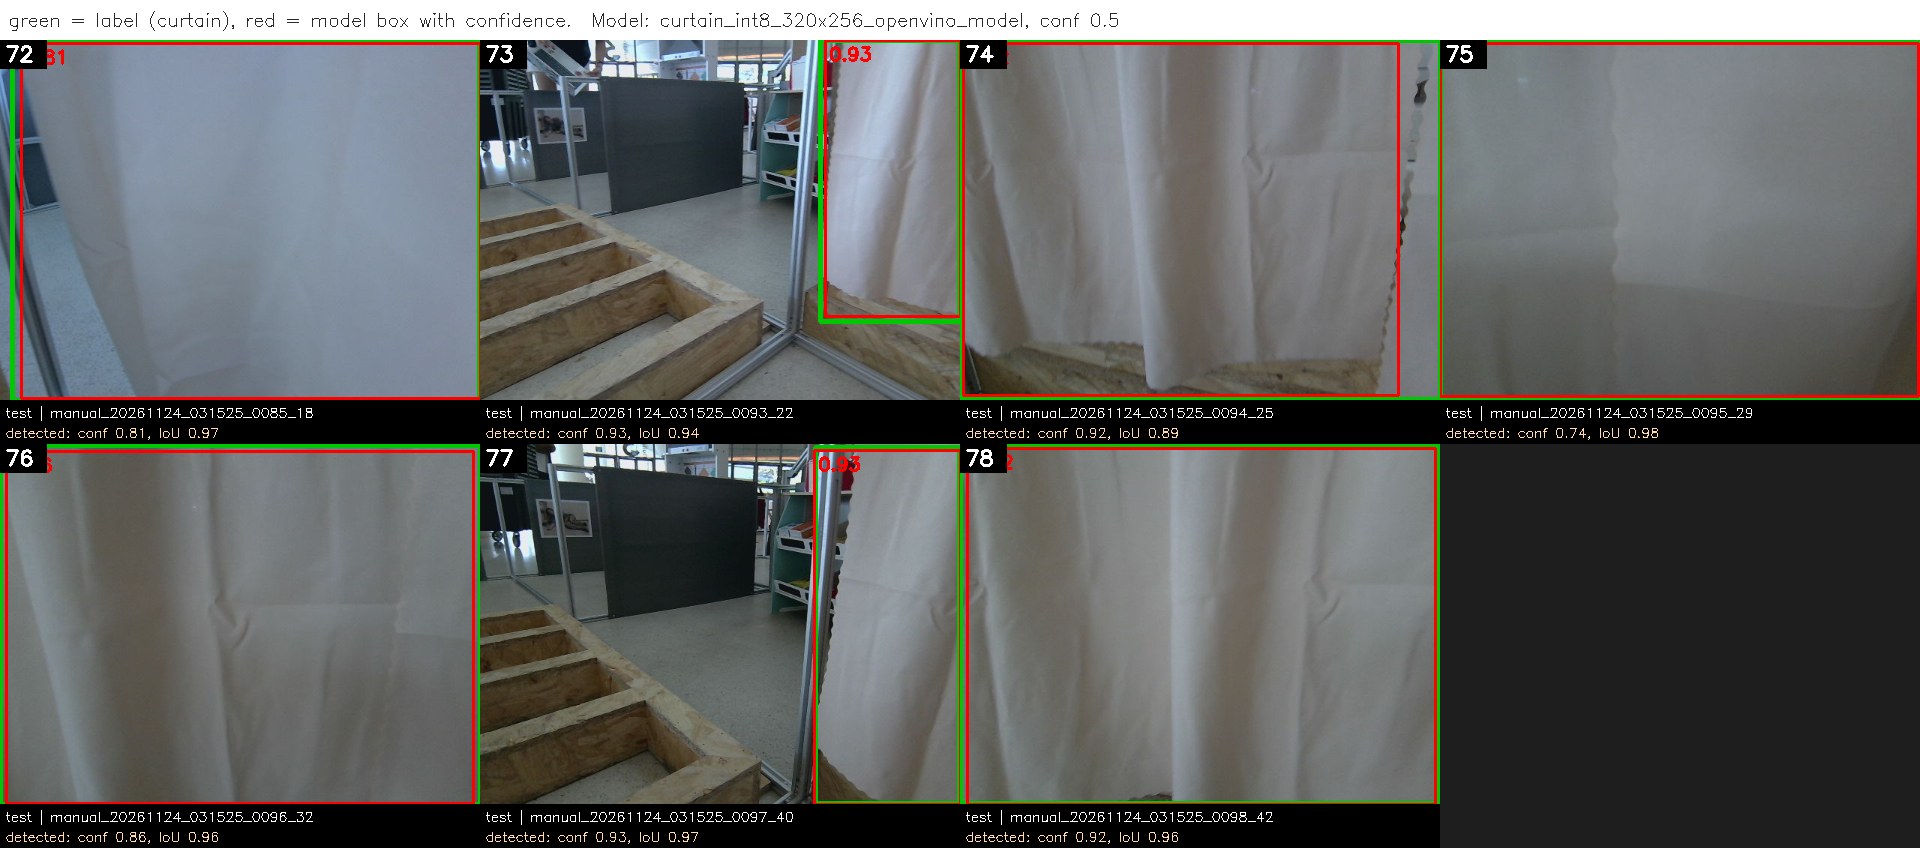 green = label (curtain), red = model box with confidence.  Model: curtain_int8_320x256_openvino_model, conf 0.5
72
73
0.93
74
75
test | manual_20261124_031525_0085_18
detected: conf 0.81, IoU 0.97
test | manual_20261124_031525_0093_22
detected: conf 0.93, IoU 0.94
test | manual_20261124_031525_0094_25
detected: conf 0.92, IoU 0.89
test | manual_20261124_031525_0095_29
detected: conf 0.74, IoU 0.98
76
77
0.93
78
test | manual_20261124_031525_0096_32
detected: conf 0.86, IoU 0.96
test | manual_20261124_031525_0097_40
detected: conf 0.93, IoU 0.97
test | manual_20261124_031525_0098_42
detected: conf 0.92, IoU 0.96